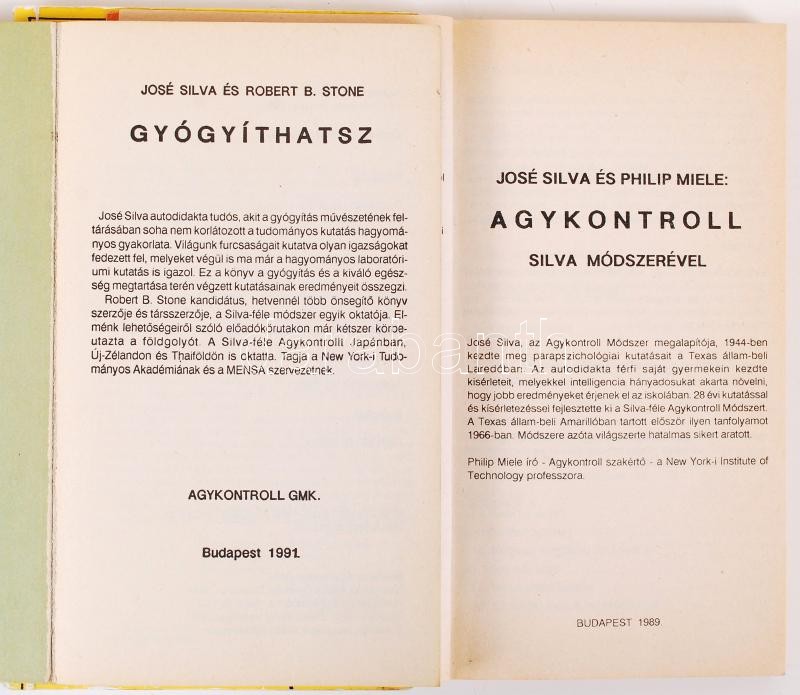 JOSÉ SILVA ÉS ROBERT B. STONE
GYÓGYÍTHATSZ
José Silva autodidakta tudós, akit a gyógyítás művészetének fel-
tárásában soha nem korlátozott a tudományos kutatás hagyomá-
nyos gyakorlata. Világunk furcsaságait kutatva olyan igazságokat
fedezett fel, melyeket végül is ma már a hagyományos laborató-
riumi kutatás is igazol. Ez a könyv a gyógyítás és a kiváló egész-
ség megtartása terén végzett kutatásainak eredményeit összegzi.
Robert B. Stone kandidátus, hetvennél több önsegítő könyv
szerzője és társszerzője, a Silva-féle módszer egyik oktatója. El-
ménk lehetőségeiről szóló előadókörutakon már kétszer körbe-
utazta a földgolyót. A Silva-féle Agykontrollt Japánban,
Új-Zélandon és Thaiföldön is oktatta. Tagja a New York-i Tudo-
mányos Akadémiának és a MENSA szervezetnek.
AGYKONTROLL GMK.
Budapest 1991.
JOSÉ SILVA ÉS PHILIP MIELE:
AGYKONTROLL
SILVA MÓDSZERÉVEL
José Silva, az Agykontroll Módszer megalapítója, 1944-ben
kezdte meg parapszichológiai kutatásait a Texas állam-beli
Laredóban. Az autodidakta férfi saját gyermekein kezdte
kisérleteit, melyekkel intelligencia hányadosukat akarta növelni,
hogy jobb eredményeket érjenek el az iskolában. 28 évi kutatással
és kísérletezéssel fejlesztette ki a Silva-féle Agykontroll Módszert.
A Texas állam-beli Amarillóban tartott először ilyen tanfolyamot
1966-ban. Módszere azóta világszerte hatalmas sikert aratott.
Philip Miele író - Agykontroll szakértő - a New York-i Institute of
Technology professzora.
BUDAPEST 1989.